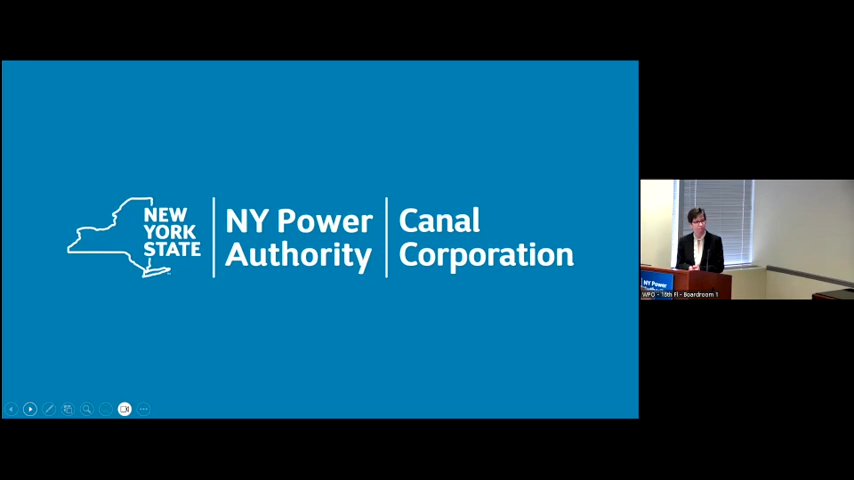 NEW
YORK
STATE
NY Power
Authority
Canal
Corporation
NY Power
WPO - 16th Fl - Boardroom 1